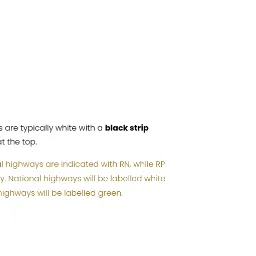 s are typically white with a black strip
at the top.
l highways are indicated with RN, while RP
y. National highways will be labelled white
highways will be labelled green.